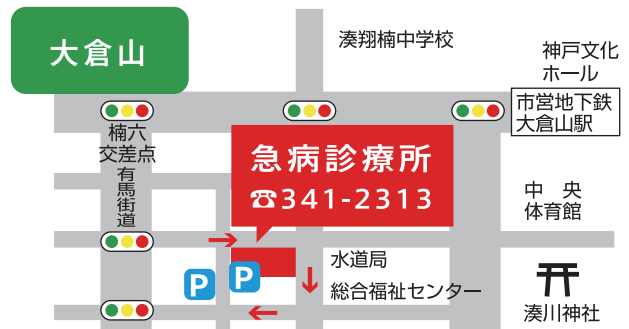 大倉山
湊翔楠中学校
神戸文化
ホール
市営地下鉄
大倉山駅
楠六
交差点
有馬街道
急病診療所
☎341-2313
中 央
体育館
水道局
総合福祉センター
P
P
湊川神社